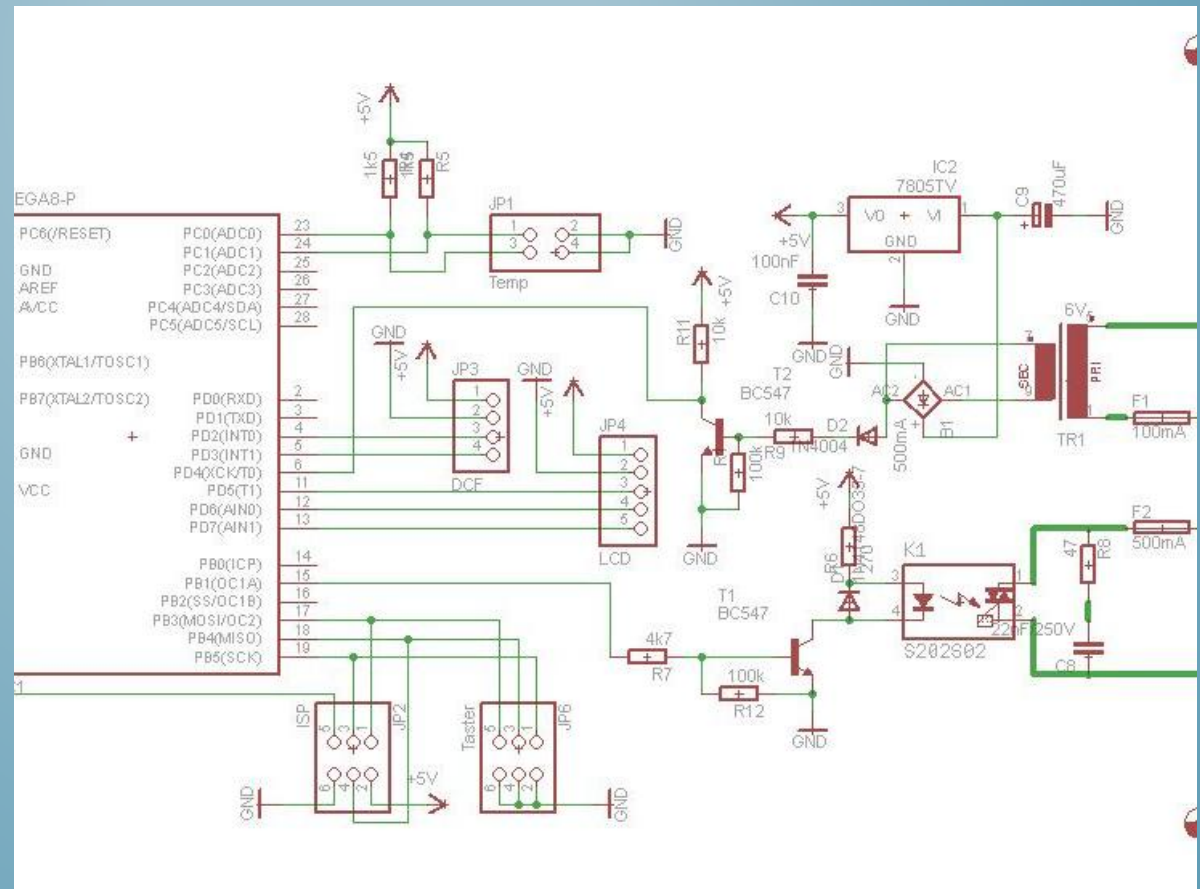 EGA8-P
PC6(/RESET)
GND
AREF
AVCC
PB6(XTAL1/TOSC1)
PB7(XTAL2/TOSC2)
GND
VCC
PC0(ADC0) 23
PC1(ADC1) 24
PC2(ADC2) 25
PC3(ADC3) 26
PC4(ADC4/SDA) 27
PC5(ADC5/SCL) 28
PD0(RXD) 2
PD1(TXD) 3
PD2(INT0) 4
PD3(INT1) 5
PD4(XCK/T0) 6
PD5(T1) 11
PD6(AIN0) 12
PD7(AIN1) 13
PB0(ICP) 14
PB1(OC1A) 15
PB2(SS/OC1B) 16
PB3(MOSI/OC2) 17
PB4(MISO) 18
PB5(SCK) 19
+5V
1k5
R5
JP1
1 2
3 4
GND
Temp
GND
+5V
JP3
1
2
3
4
DCF
GND
+5V
JP4
1
2
3
4
5
LCD
IC2
7805TV
3 VO VI 1
GND
2
+5V
100nF
C10
GND
GND
C9
470uF
GND
+5V
R11
10k
T2
BC547
10k
R9
D2
1N4004
100k
GND
GND
AC2 AC1
500mA
B1
6V
7
9
SEC
PRI
1
TR1
F1
100mA
+5V
270
K1
3 1
4 2
S202S02
F2
500mA
47
R8
22nF/250V
C8
T1
BC547
4k7
R7
100k
R12
GND
ISP
JP2
5 3 1
6 4 2
GND
+5V
Taster
JP6
5 3 1
6 4 2
GND